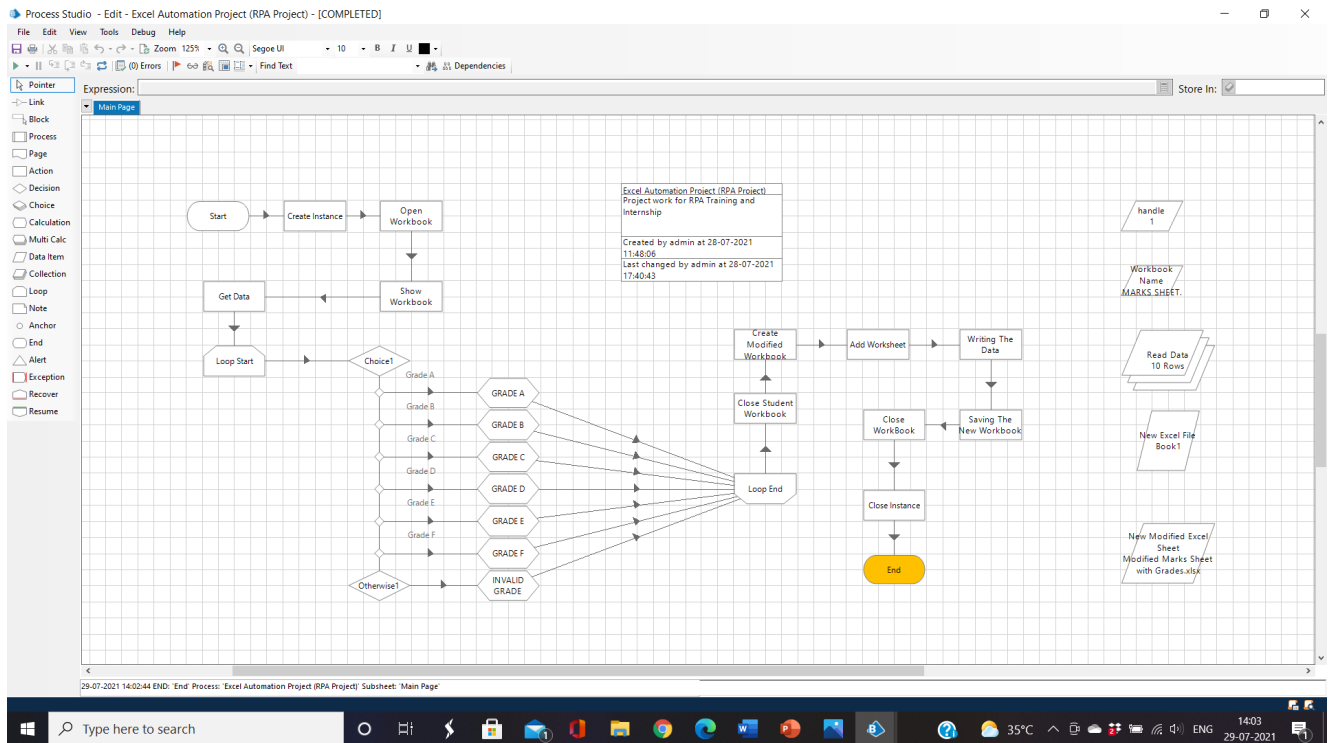 Process Studio - Edit - Excel Automation Project (RPA Project) - [COMPLETED]
File Edit View Tools Debug Help
Zoom 125% Segoe UI 10 B I U
(0) Errors Find Text Dependencies
Pointer
Link
Block
Process
Page
Action
Decision
Choice
Calculation
Multi Calc
Data Item
Collection
Loop
Note
Anchor
End
Alert
Exception
Recover
Resume
Expression:
Store In:
Main Page
Start
Create Instance
Open
Workbook
Show
Workbook
Get Data
Loop Start
Choice1
Grade A
Grade B
Grade C
Grade D
Grade E
Grade F
Otherwise1
GRADE A
GRADE B
GRADE C
GRADE D
GRADE E
GRADE F
INVALID
GRADE
Excel Automation Project (RPA Project)
Project work for RPA Training and
Internship
Created by admin at 28-07-2021
11:48:06
Last changed by admin at 28-07-2021
17:40:43
Loop End
Close Student
Workbook
Create
Modified
Workbook
Add Worksheet
Writing The
Data
Saving The
New Workbook
Close
WorkBook
Close Instance
End
handle
1
Workbook
Name
MARKS SHEET.
Read Data
10 Rows
New Excel File
Book1
New Modified Excel
Sheet
Modified Marks Sheet
with Grades.xlsx
29-07-2021 14:02:44 END: 'End' Process: 'Excel Automation Project (RPA Project)' Subsheet: 'Main Page'
Type here to search
35°C
ENG
14:03
29-07-2021